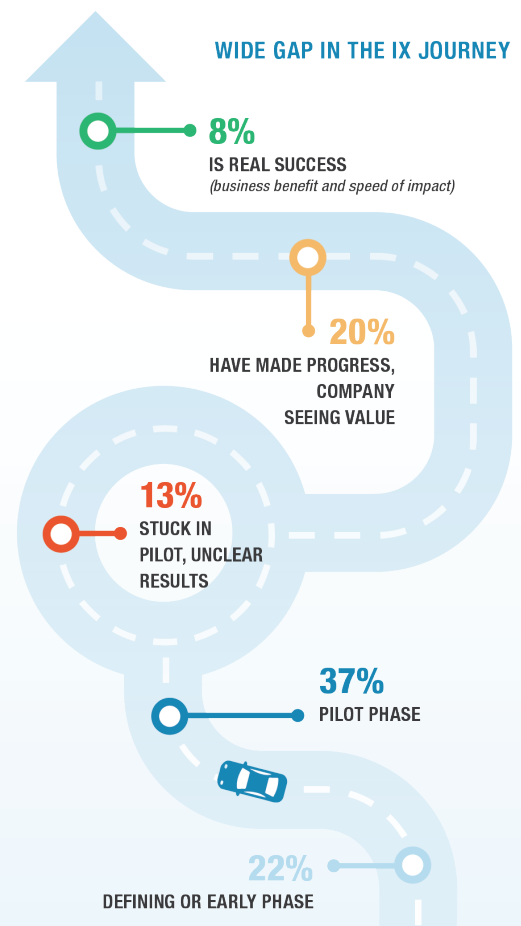 WIDE GAP IN THE IX JOURNEY
8%
IS REAL SUCCESS
(business benefit and speed of impact)
20%
HAVE MADE PROGRESS,
COMPANY
SEEING VALUE
13%
STUCK IN
PILOT, UNCLEAR
RESULTS
37%
PILOT PHASE
22%
DEFINING OR EARLY PHASE